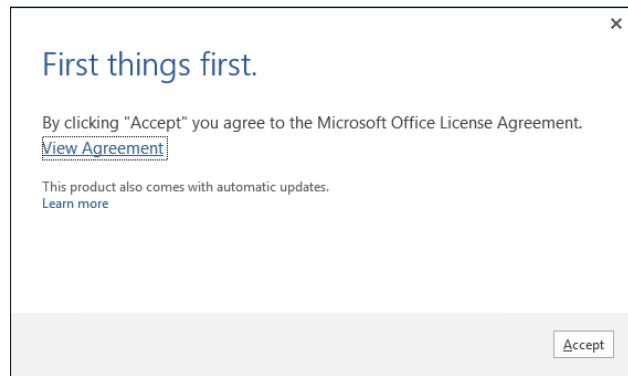 First things first.
By clicking "Accept" you agree to the Microsoft Office License Agreement.
View Agreement
This product also comes with automatic updates.
Learn more
Accept